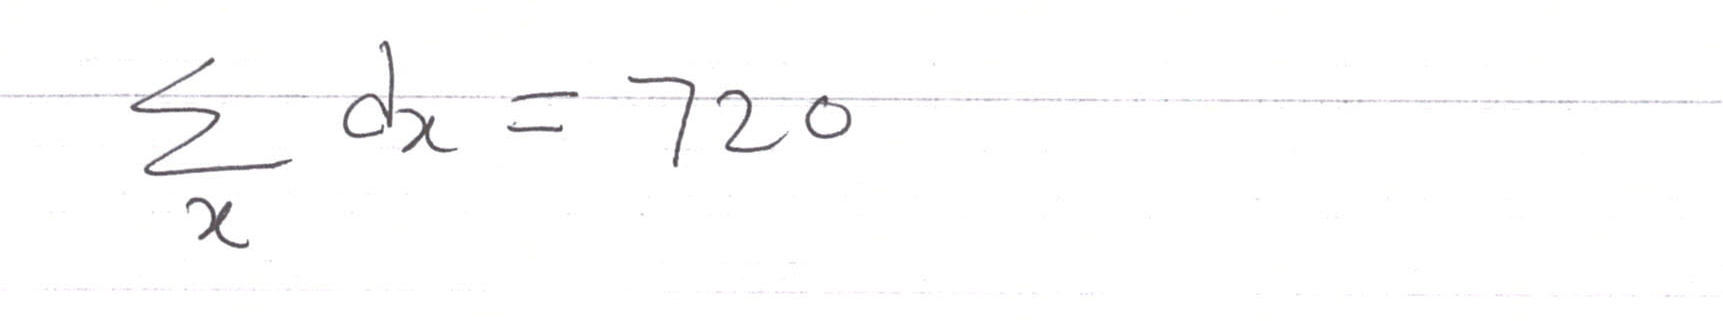 ∑ dx = 720
x